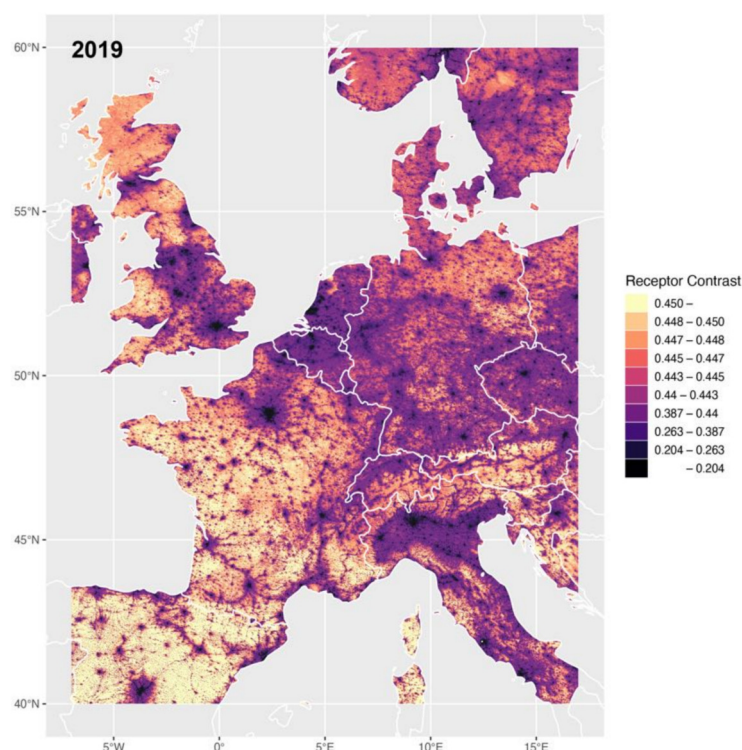 2019
60°N
55°N
50°N
45°N
40°N
5°W
0°
5°E
10°E
15°E
Receptor Contrast
0.450 –
0.448 – 0.450
0.447 – 0.448
0.445 – 0.447
0.443 – 0.445
0.44 – 0.443
0.387 – 0.44
0.263 – 0.387
0.204 – 0.263
– 0.204